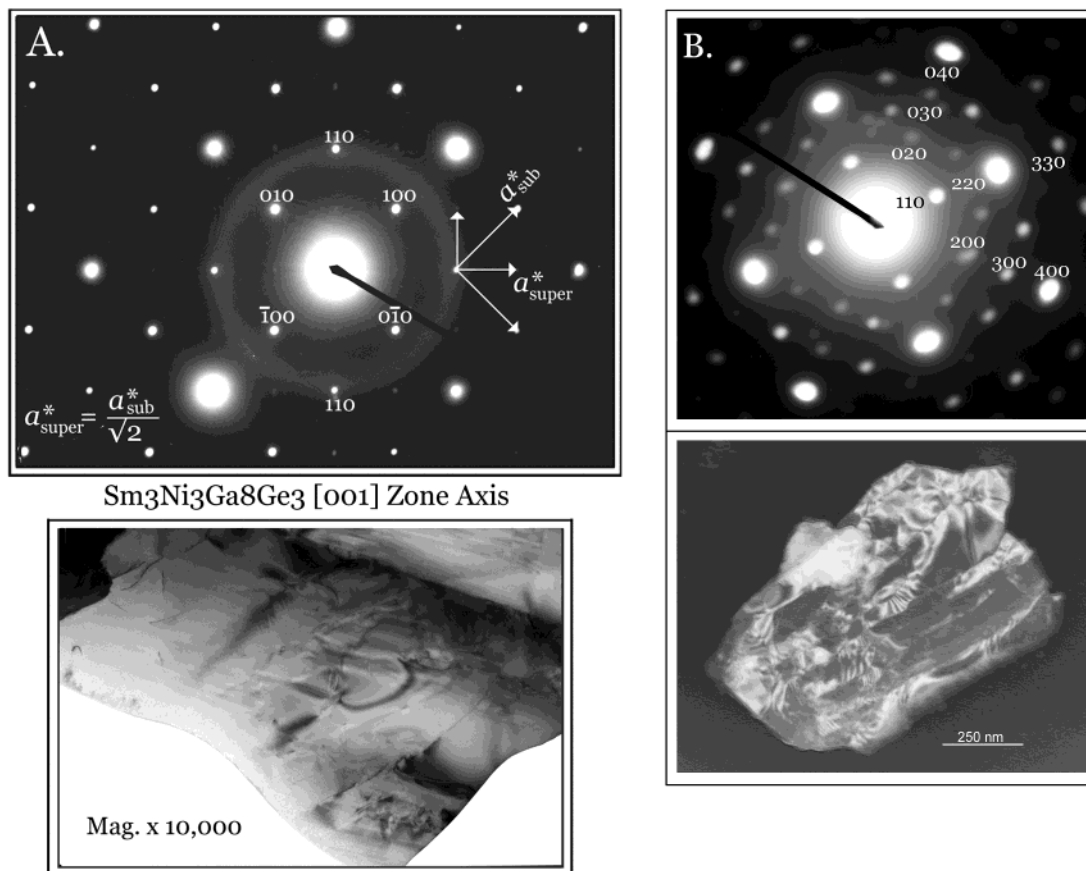 A.
110
010
100
a*sub
a*super
1̅00
01̅0
110
a*super = a*sub / √2
Sm3Ni3Ga8Ge3 [001] Zone Axis
Mag. x 10,000
B.
040
030
020
330
220
110
200
300
400
250 nm